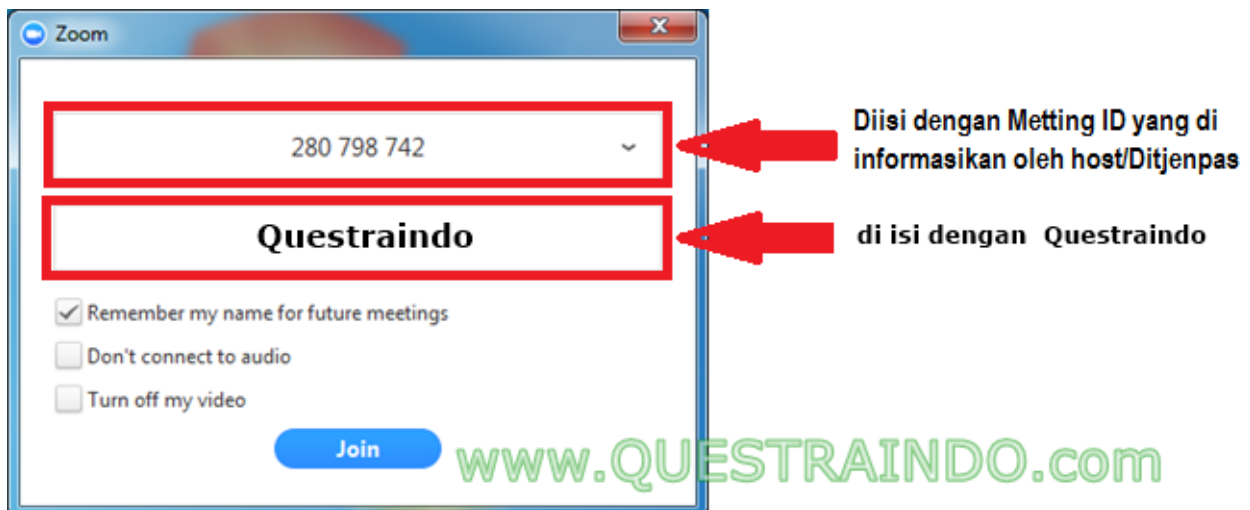 Zoom
280 798 742
Diisi dengan Metting ID yang di
informasikan oleh host/Ditjenpas
Questraindo
di isi dengan Questraindo
Remember my name for future meetings
Don't connect to audio
Turn off my video
Join
www.QUESTRAINDO.com